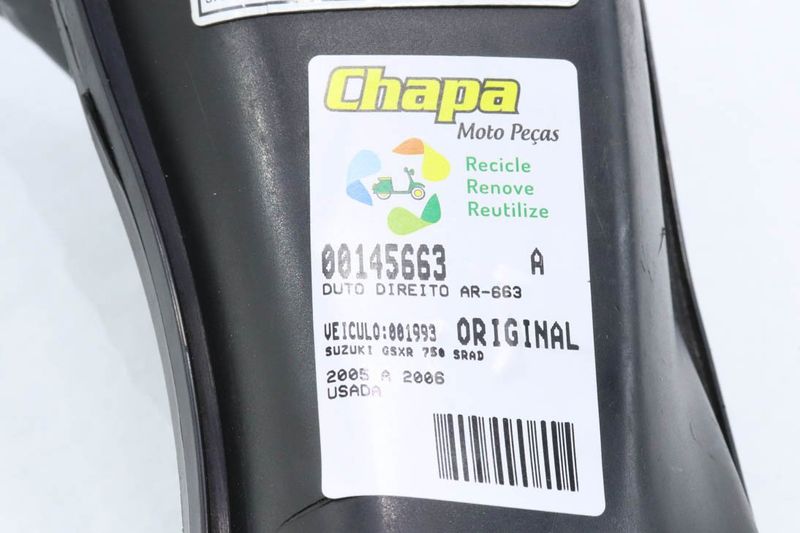 Chapa
Moto Peças
Recicle
Renove
Reutilize
00145663 A
DUTO DIREITO AR-663
VEICULO:001993 ORIGINAL
SUZUKI GSXR 750 SRAD
2005 A 2006
USADA